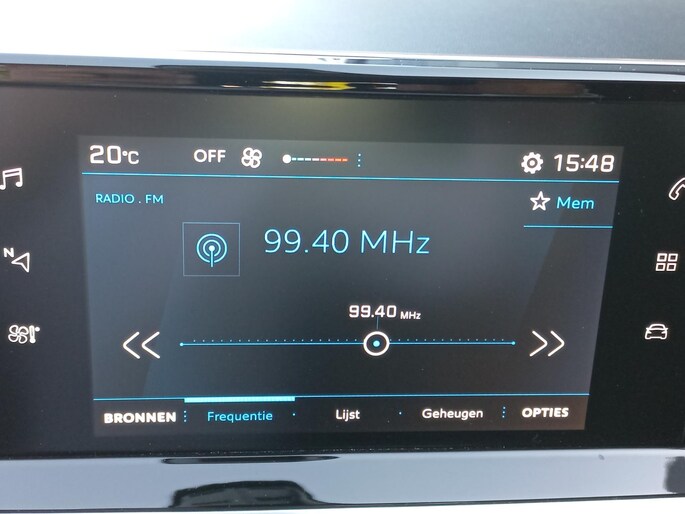 20°C OFF 15:48
RADIO . FM
Mem
99.40 MHz
N
99.40 MHz
BRONNEN Frequentie Lijst Geheugen OPTIES